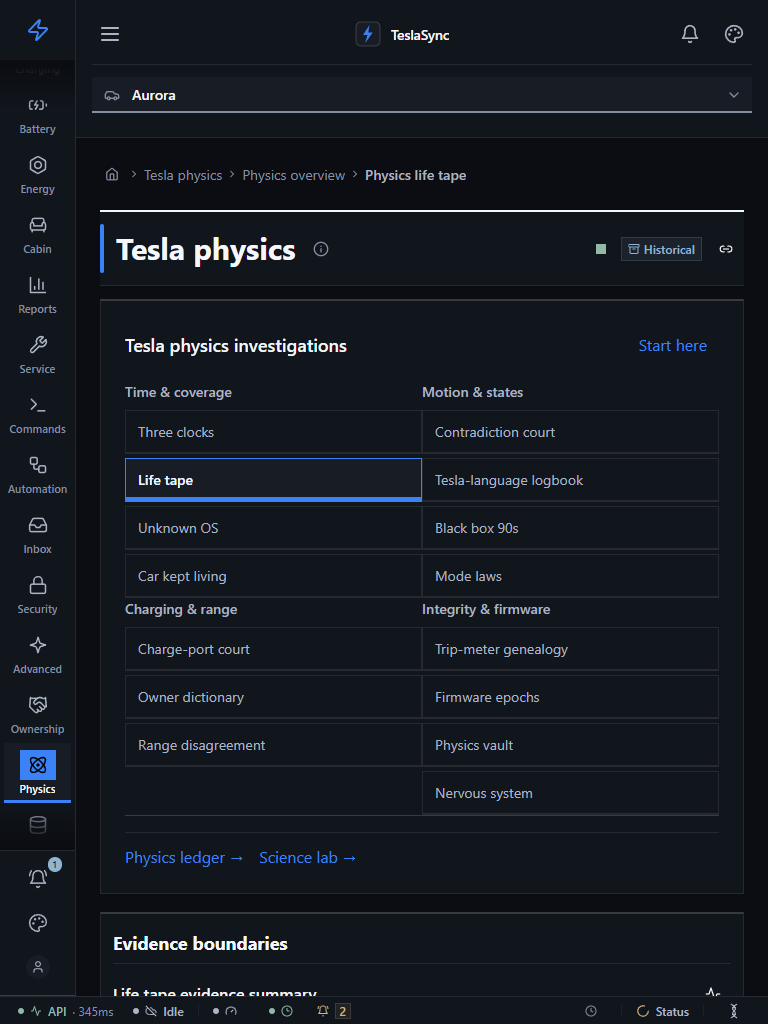 TeslaSync
Aurora
Charging
Battery
Energy
Cabin
Reports
Service
Commands
Automation
Inbox
Security
Advanced
Ownership
Physics
1
Tesla physics
Physics overview
Physics life tape
Tesla physics
Historical
Tesla physics investigations
Start here
Time & coverage
Three clocks
Life tape
Unknown OS
Car kept living
Motion & states
Contradiction court
Tesla-language logbook
Black box 90s
Mode laws
Charging & range
Charge-port court
Owner dictionary
Range disagreement
Integrity & firmware
Trip-meter genealogy
Firmware epochs
Physics vault
Nervous system
Physics ledger →
Science lab →
Evidence boundaries
Life tape evidence summary
API · 345ms
Idle
2
Status